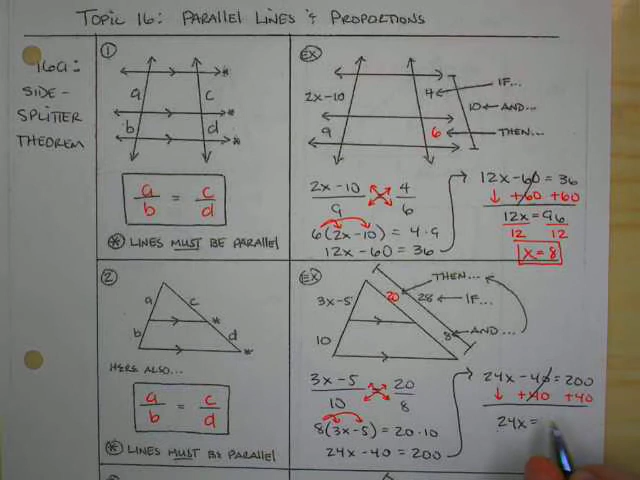 TOPIC 16: PARALLEL LINES & PROPORTIONS
16a:
SIDE-
SPLITTER
THEOREM
①
a
c
*
b
d
*
*
a/b = c/d
⊛ LINES MUST BE PARALLEL
EX
2x-10
4
IF...
10
AND...
9
6
THEN...
(2x-10)/9 = 4/6
6(2x-10) = 4·9
12x-60 = 36
12x-60 = 36
+60 +60
12x = 96
12 12
x=8
②
a
c
*
b
d
*
HERE ALSO...
a/b = c/d
⊛ LINES MUST BE PARALLEL
EX
THEN...
3x-5
20
28
IF...
10
8
AND...
(3x-5)/10 = 20/8
8(3x-5) = 20·10
24x-40 = 200
24x-40=200
+40 +40
24x=